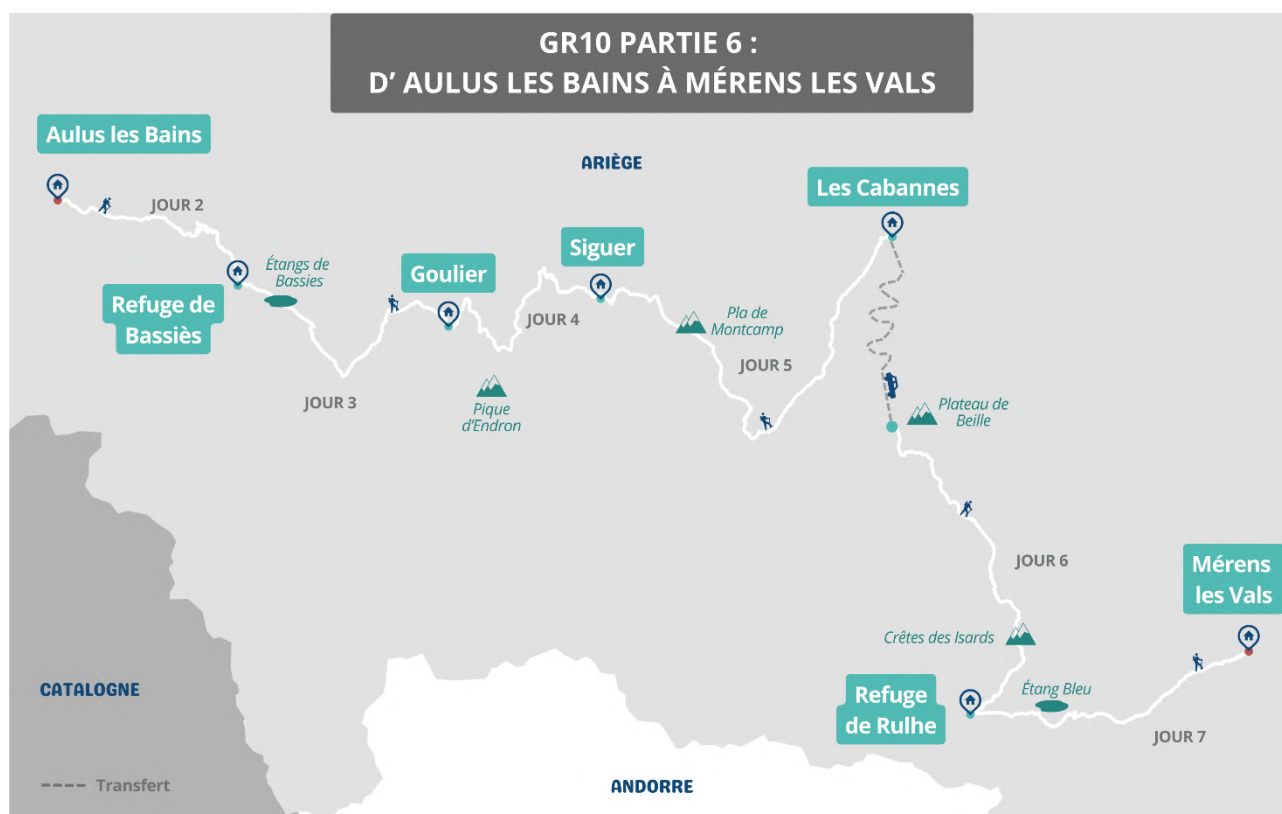 GR10 PARTIE 6 :
D' AULUS LES BAINS À MÉRENS LES VALS
Aulus les Bains
ARIÈGE
Les Cabannes
JOUR 2
Siguer
Étangs de
Bassies
Goulier
Refuge de
Bassiès
JOUR 4
Pla de
Montcamp
JOUR 5
JOUR 3
Pique
d'Endron
Plateau de
Beille
JOUR 6
Mérens
les Vals
Crêtes des Isards
CATALOGNE
Refuge
de Rulhe
Étang Bleu
JOUR 7
Transfert
ANDORRE